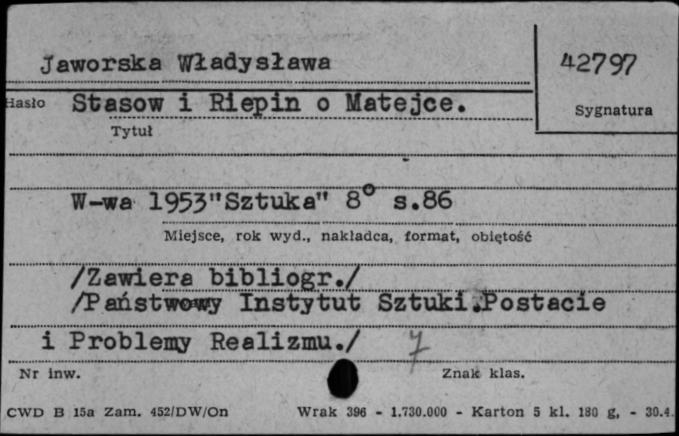 Jaworska Władysława
42797
Hasło Stasow i Riepin o Matejce.
Sygnatura
Tytuł
W-wa 1953"Sztuka" 8° s.86
Miejsce, rok wyd., nakładca, format, objętość
/Zawiera bibliogr./
/Państwowy Instytut Sztuki.Postacie
i Problemy Realizmu./ 7
Nr inw.
Znak klas.
CWD B 15a Zam. 452/DW/On Wrak 396 - 1.730.000 - Karton 5 kl. 180 g, - 30.4.